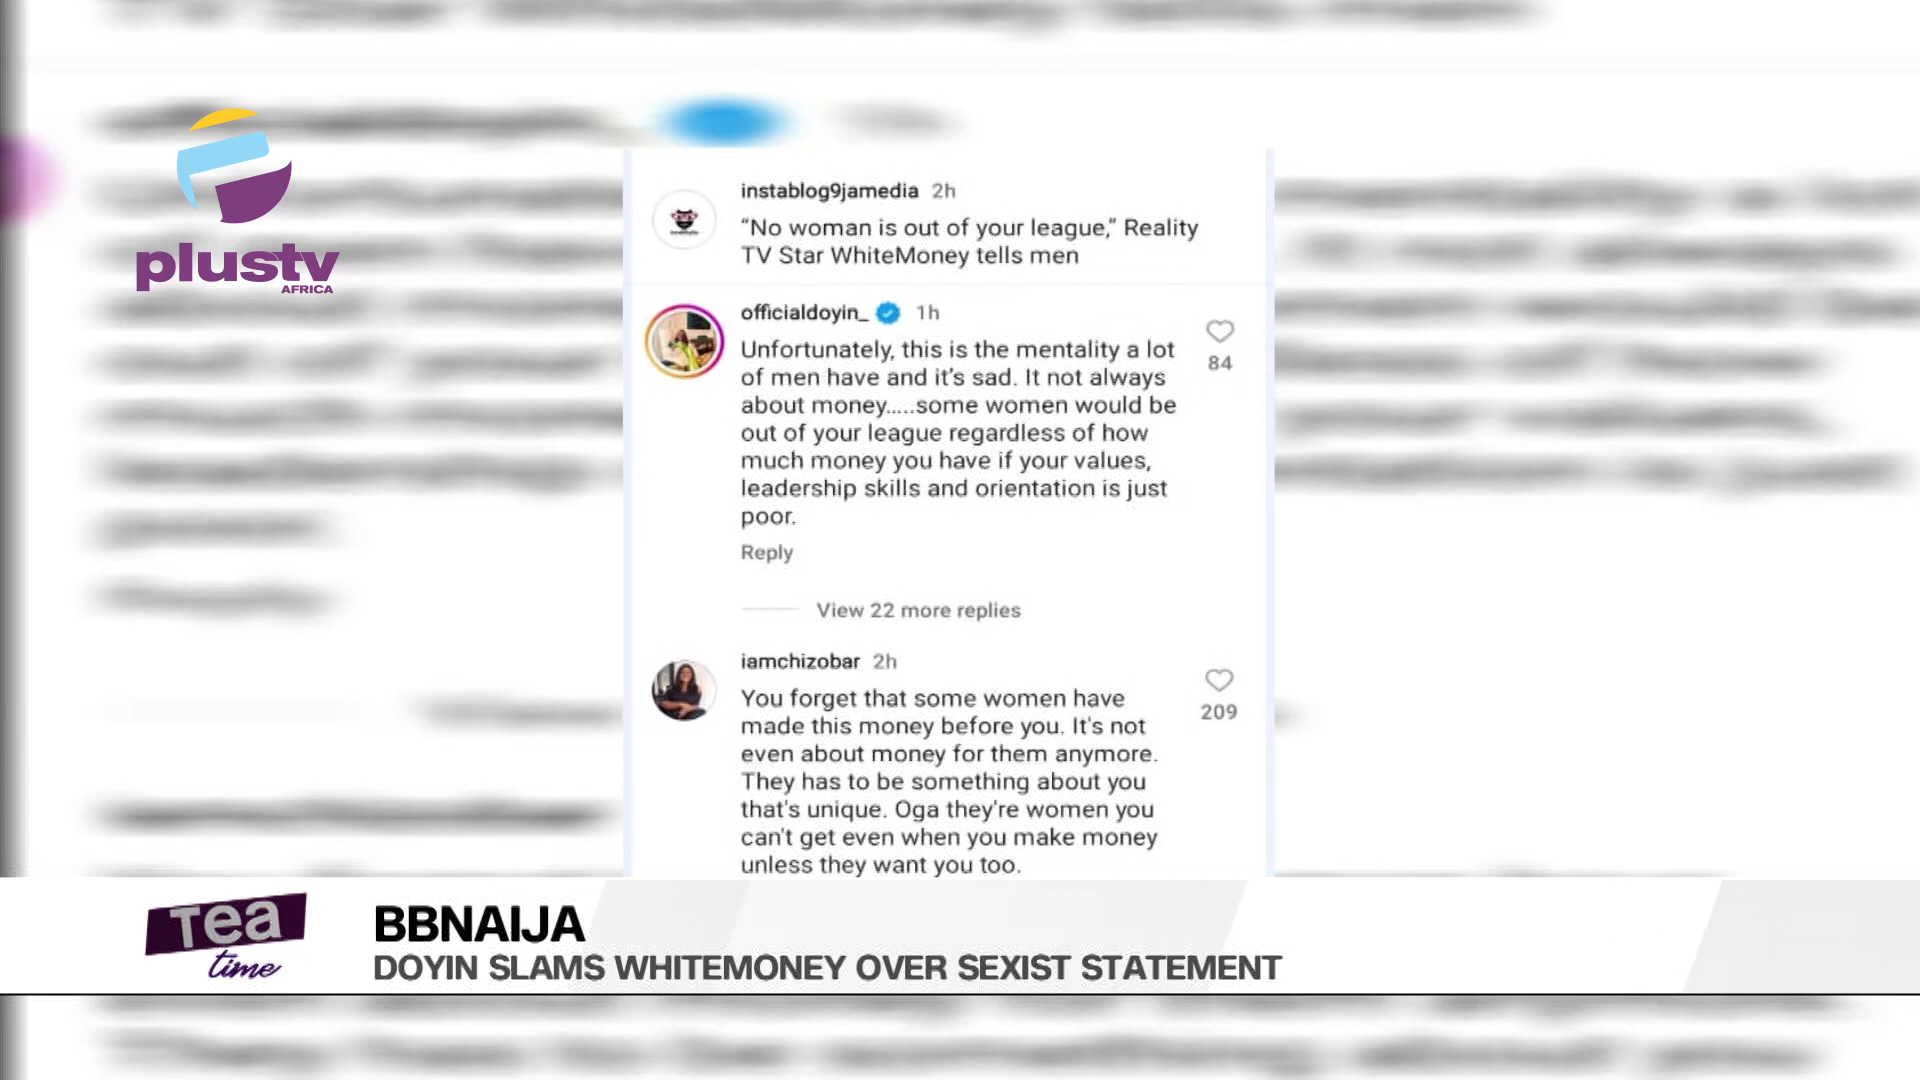 plustv
AFRICA
instablog9jamedia 2h
“No woman is out of your league,” Reality
TV Star WhiteMoney tells men
officialdoyin_ 1h
Unfortunately, this is the mentality a lot
of men have and it's sad. It not always
about money.....some women would be
out of your league regardless of how
much money you have if your values,
leadership skills and orientation is just
poor.
84
Reply
View 22 more replies
iamchizobar 2h
You forget that some women have
made this money before you. It's not
even about money for them anymore.
They has to be something about you
that's unique. Oga they're women you
can't get even when you make money
unless they want you too.
209
Tea
time
BBNAIJA
DOYIN SLAMS WHITEMONEY OVER SEXIST STATEMENT